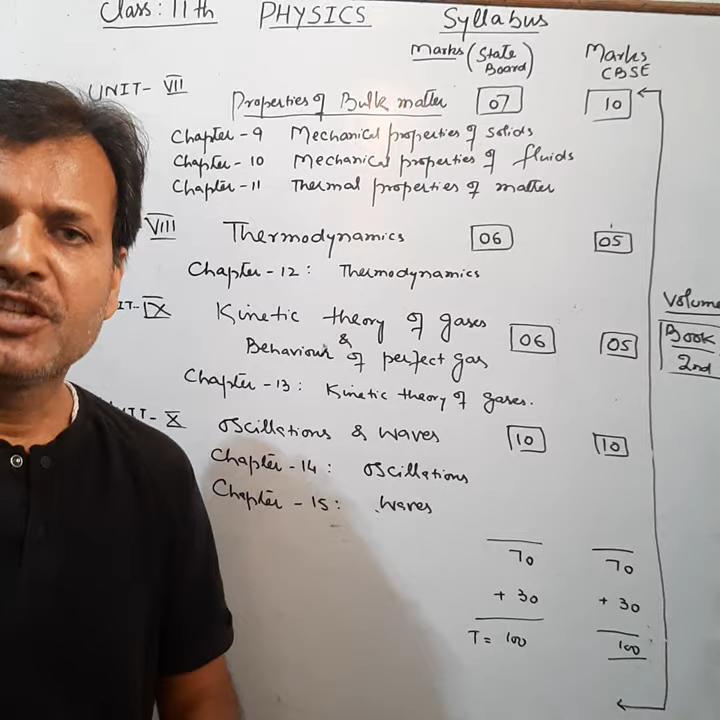 Class: 11th PHYSICS Syllabus
Marks (State Board) Marks CBSE
UNIT- VII
Properties of Bulk matter 07 10
Chapter-9 Mechanical properties of solids
Chapter-10 Mechanical properties of fluids
Chapter-11 Thermal properties of matter
VIII Thermodynamics 06 05
Chapter-12: Thermodynamics
IT-IX Kinetic theory of gases
& 06 05
Behaviour of perfect gas
Chapter-13: Kinetic theory of gases.
X Oscillations & waves 10 10
Chapter-14: Oscillations
Chapter-15: Waves
Volume
Book
2nd
70 70
+ 30 + 30
T = 100 100